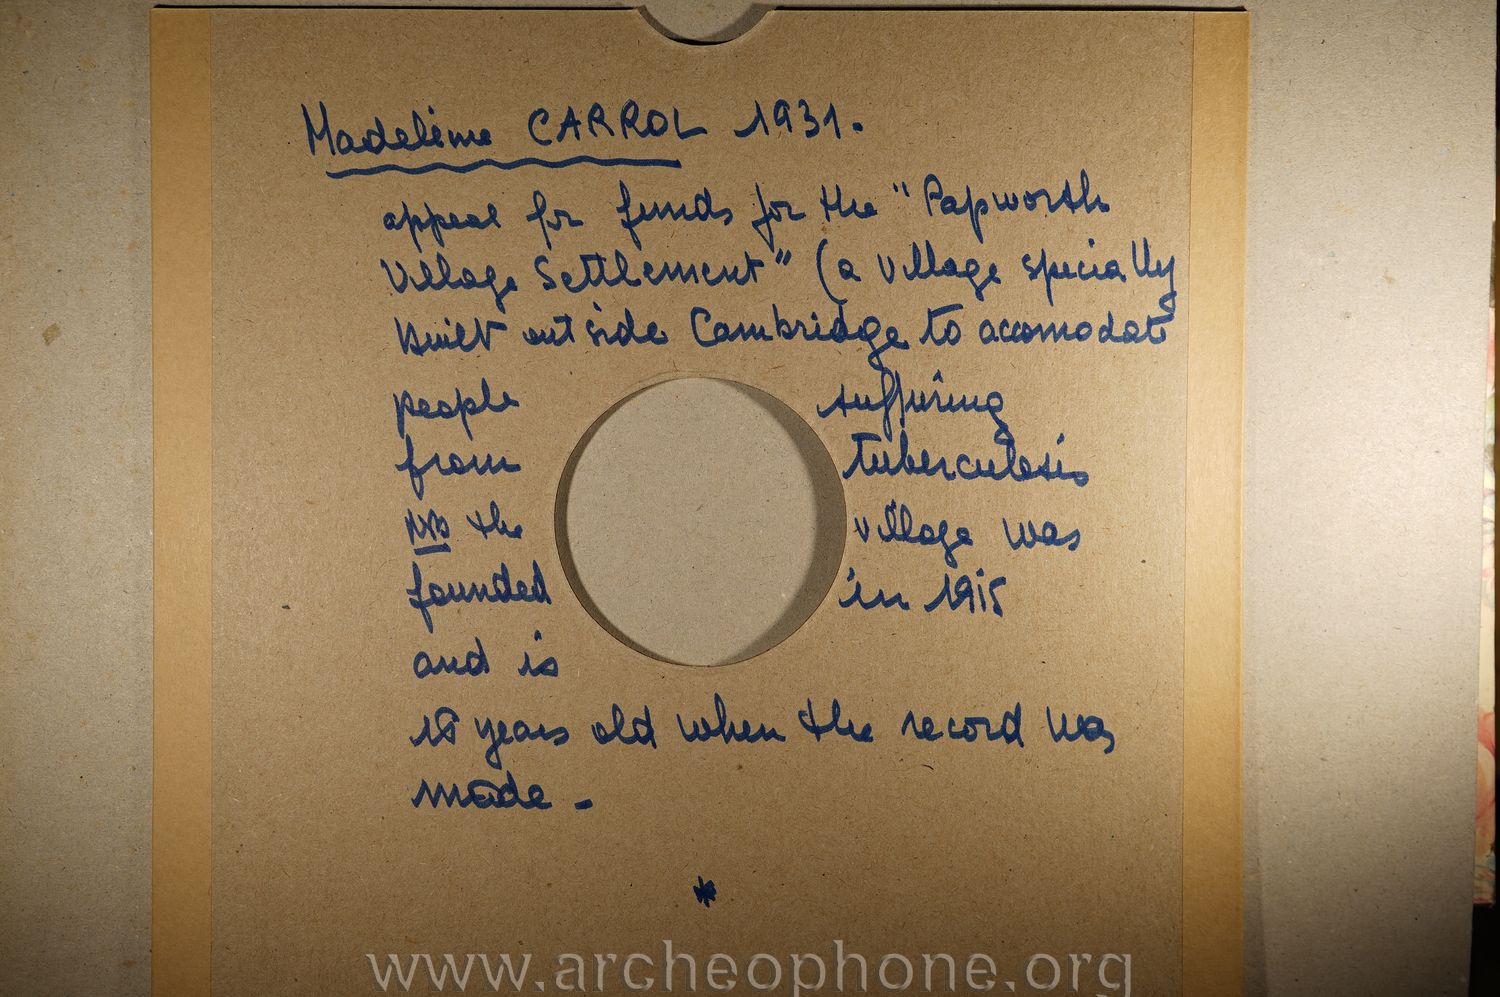 Madeleine CARROL 1931.
appeal for funds for the "Papworth
Village Settlement" (a village specially
built outside Cambridge to accomodate
people suffering
from tuberculosis
NB the village was
founded in 1915
and is
years old when the record was
made -
*
www.archeophone.org